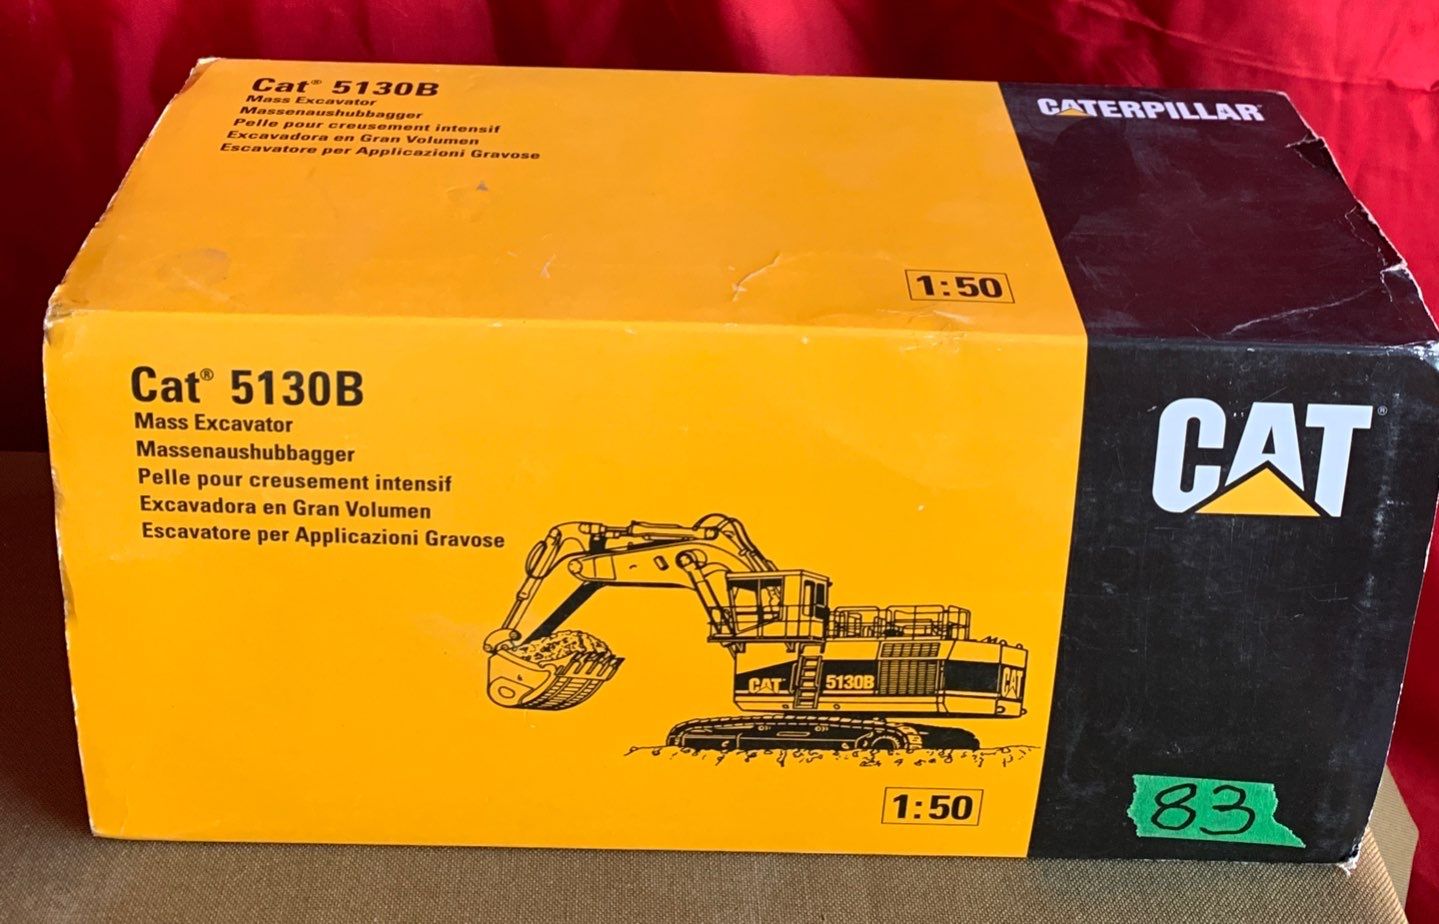 Cat® 5130B
Mass Excavator
Massenaushubbagger
Pelle pour creusement intensif
Excavadora en Gran Volumen
Escavatore per Applicazioni Gravose
CATERPILLAR
1:50
Cat® 5130B
Mass Excavator
Massenaushubbagger
Pelle pour creusement intensif
Excavadora en Gran Volumen
Escavatore per Applicazioni Gravose
CAT®
CAT 5130B CAT
1:50
83